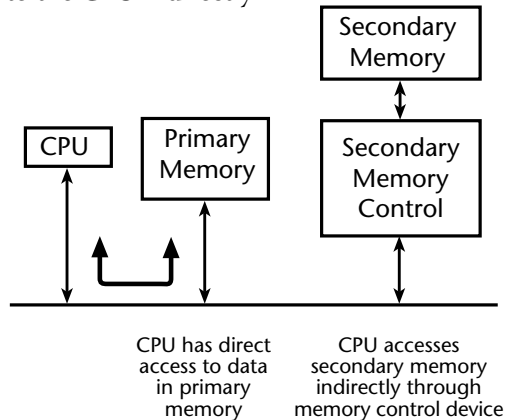 Secondary
Memory
CPU
Primary
Memory
Secondary
Memory
Control
CPU has direct
access to data
in primary
memory
CPU accesses
secondary memory
indirectly through
memory control device